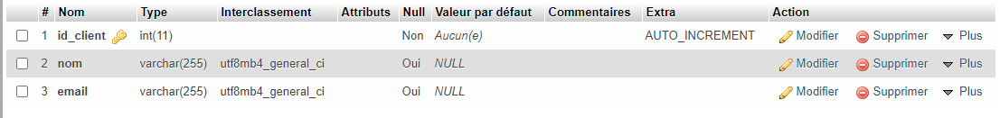 # Nom Type Interclassement Attributs Null Valeur par défaut Commentaires Extra Action
1 id_client int(11) Non Aucun(e) AUTO_INCREMENT Modifier Supprimer Plus
2 nom varchar(255) utf8mb4_general_ci Oui NULL Modifier Supprimer Plus
3 email varchar(255) utf8mb4_general_ci Oui NULL Modifier Supprimer Plus